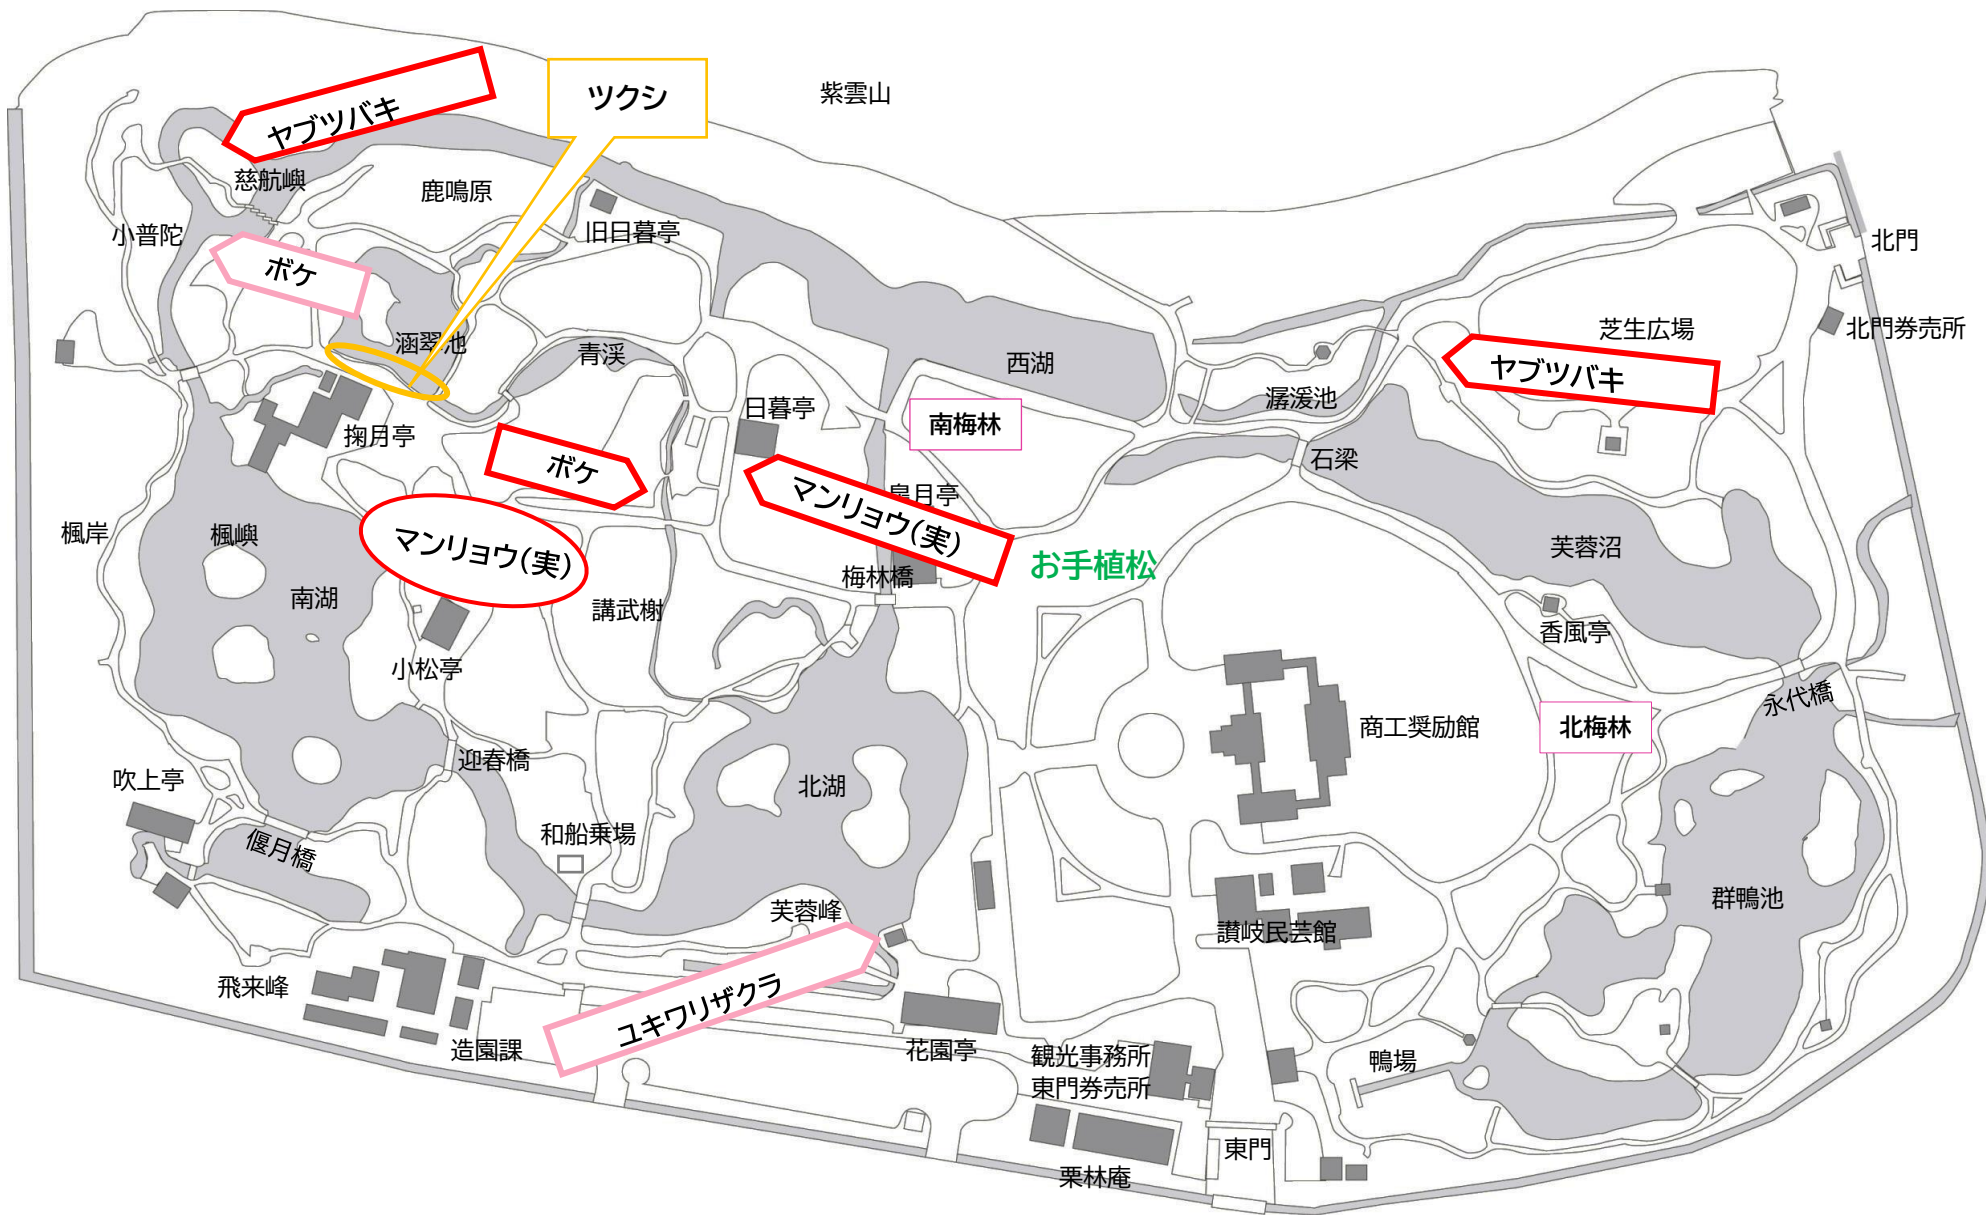 紫雲山
ツクシ
ヤブツバキ
慈航嶼
鹿鳴原
小普陀
旧日暮亭
北門
ボケ
涵翠池
青渓
西湖
芝生広場
北門券売所
ヤブツバキ
潺湲池
日暮亭
南梅林
掬月亭
石梁
ボケ
皐月亭
マンリョウ(実)
楓岸
楓嶼
マンリョウ(実)
お手植松
芙蓉沼
梅林橋
南湖
講武榭
香風亭
小松亭
永代橋
北梅林
商工奨励館
迎春橋
吹上亭
北湖
和船乗場
偃月橋
群鴨池
芙蓉峰
讃岐民芸館
飛来峰
ユキワリザクラ
造園課
花園亭
観光事務所
東門券売所
鴨場
東門
栗林庵